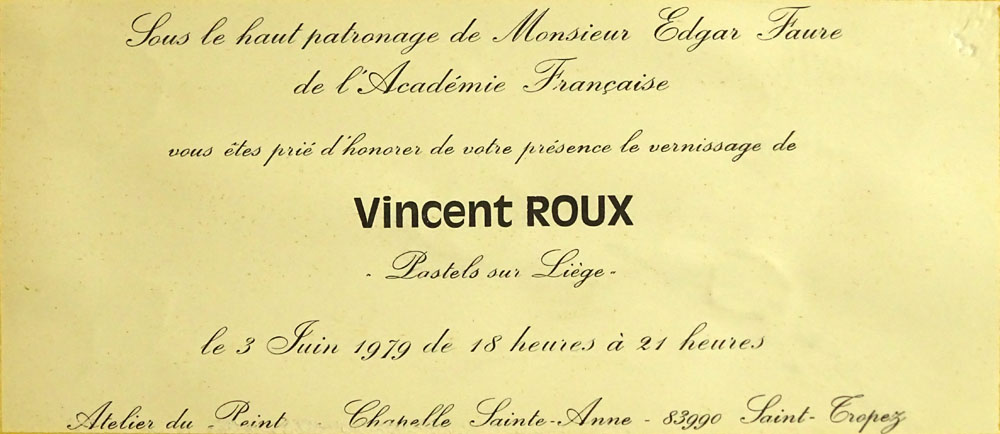 Sous le haut patronage de Monsieur Edgar Faure
de l'Académie Française
vous êtes prié d'honorer de votre présence le vernissage de
Vincent ROUX
- Pastels sur Liège -
le 3 Juin 1979 de 18 heures à 21 heures
Atelier du Peint Chapelle Sainte-Anne - 83990 Saint-Tropez